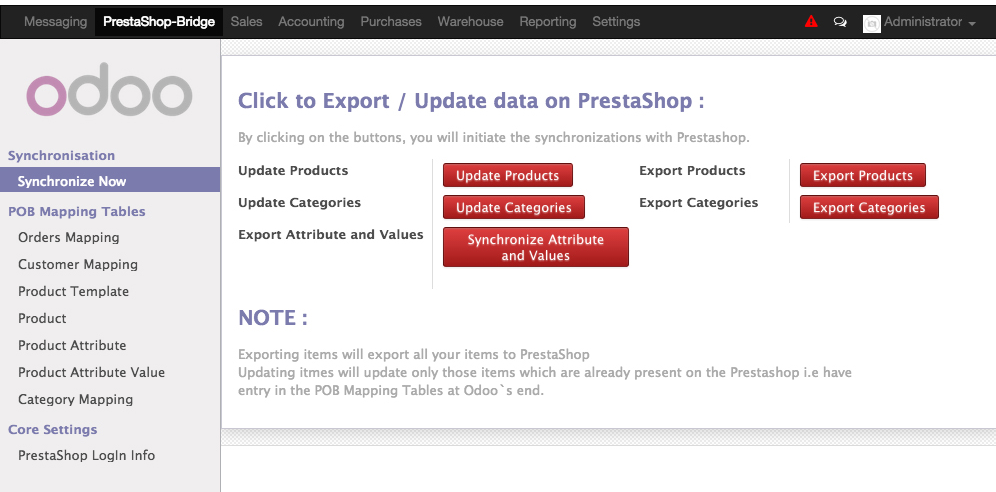 Messaging PrestaShop-Bridge Sales Accounting Purchases Warehouse Reporting Settings Administrator
odoo
Synchronisation
Synchronize Now
POB Mapping Tables
Orders Mapping
Customer Mapping
Product Template
Product
Product Attribute
Product Attribute Value
Category Mapping
Core Settings
PrestaShop LogIn Info
Click to Export / Update data on PrestaShop :
By clicking on the buttons, you will initiate the synchronizations with Prestashop.
Update Products Update Products Export Products Export Products
Update Categories Update Categories Export Categories Export Categories
Export Attribute and Values Synchronize Attribute
and Values
NOTE :
Exporting items will export all your items to PrestaShop
Updating itmes will update only those items which are already present on the Prestashop i.e have
entry in the POB Mapping Tables at Odoo`s end.